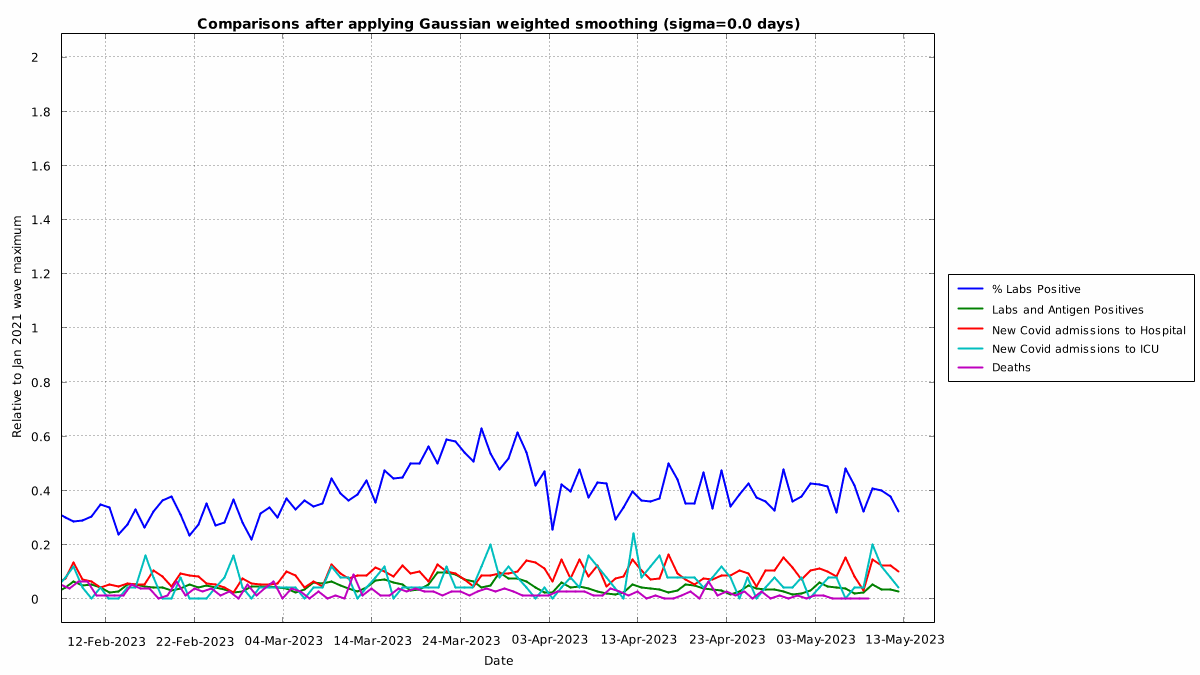 Comparisons after applying Gaussian weighted smoothing (sigma=0.0 days)
2
1.8
1.6
1.4
1.2
1
0.8
0.6
0.4
0.2
0
Relative to Jan 2021 wave maximum
12-Feb-2023 22-Feb-2023 04-Mar-2023 14-Mar-2023 24-Mar-2023 03-Apr-2023 13-Apr-2023 23-Apr-2023 03-May-2023 13-May-2023
Date
% Labs Positive
Labs and Antigen Positives
New Covid admissions to Hospital
New Covid admissions to ICU
Deaths